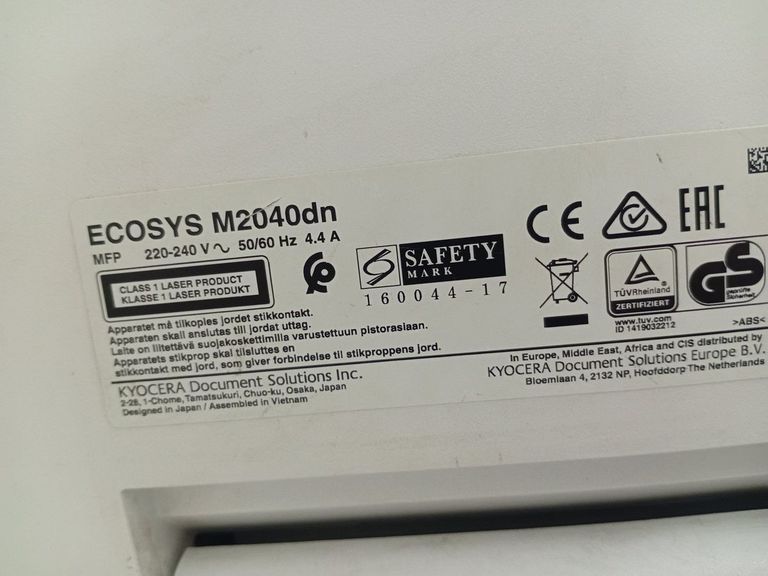 ECOSYS M2040dn
MFP 220-240 V ~ 50/60 Hz 4.4 A
CLASS 1 LASER PRODUCT
KLASSE 1 LASER PRODUKT
S SAFETY
MARK
160044-17
CE
EAC
TÜVRheinland
ZERTIFIZIERT
www.tuv.com
ID 1419032212
GS
geprüfte
Sicherheit
>ABS<
Apparatet må tilkoples jordet stikkontakt.
Apparaten skall anslutas till jordat uttag.
Laite on liitettävä suojakoskettimilla varustettuun pistorasiaan.
Apparatets stikprop skal tilsluttes en
stikkontakt med jord, som giver forbindelse til stikproppens jord.
KYOCERA Document Solutions Inc.
2-28, 1-Chome, Tamatsukuri, Chuo-ku, Osaka, Japan
Designed in Japan / Assembled in Vietnam
In Europe, Middle East, Africa and CIS distributed by
KYOCERA Document Solutions Europe B.V.
Bloemlaan 4, 2132 NP, Hoofddorp The Netherlands